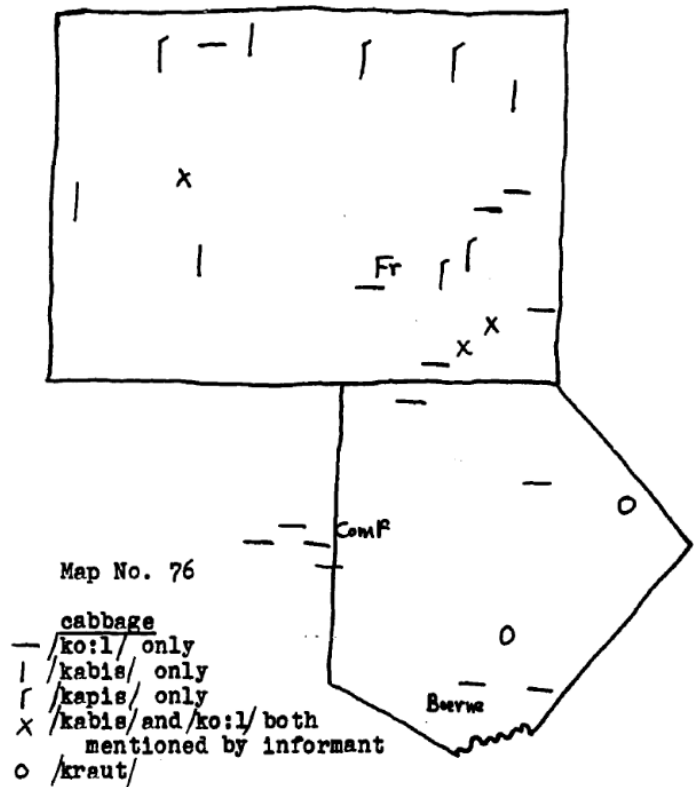 Fr
ComF
Map No. 76
cabbage
— /ko:l/ only
| /kabis/ only
┌ /kapis/ only
x /kabis/and/ko:l/ both
mentioned by informant
o /kraut/
Boerne